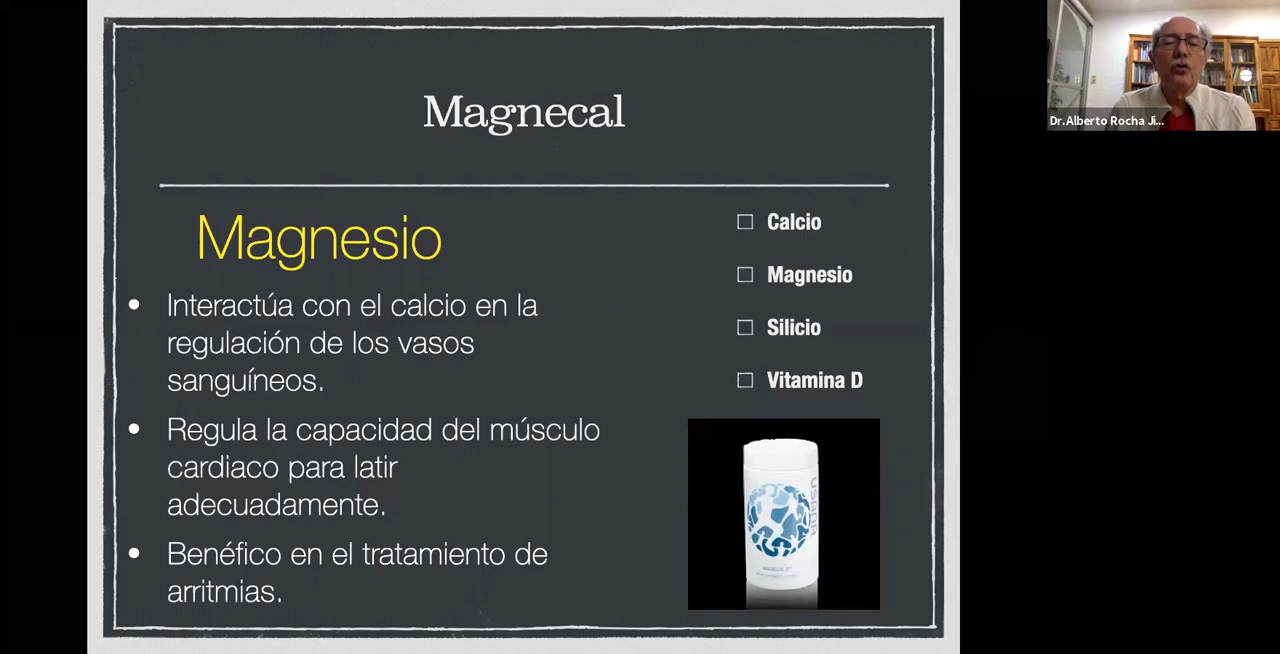 Magnecal
Magnesio
• Interactúa con el calcio en la
regulación de los vasos
sanguíneos.
• Regula la capacidad del músculo
cardiaco para latir
adecuadamente.
• Benéfico en el tratamiento de
arritmias.
☐ Calcio
☐ Magnesio
☐ Silicio
☐ Vitamina D
USANA
Dr.Alberto Rocha Ji...